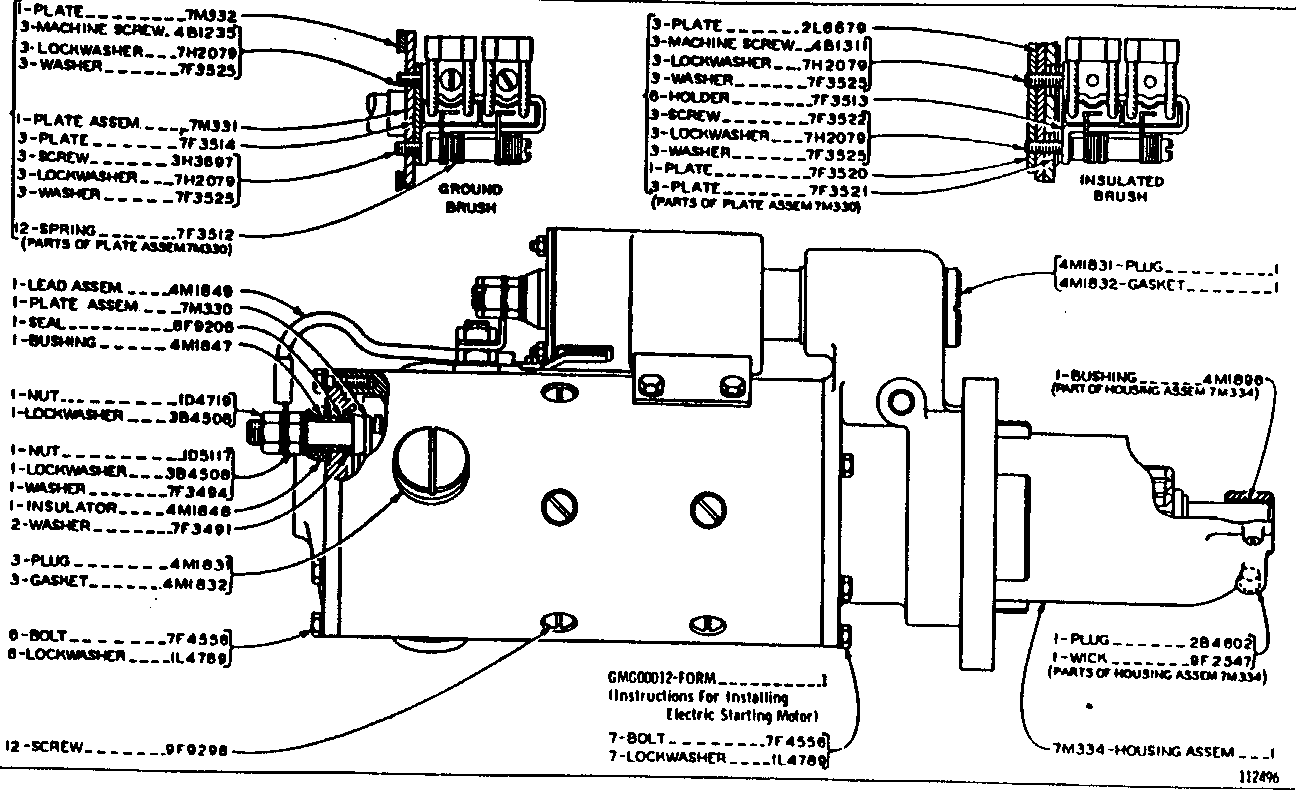 1-PLATE 7M332
3-MACHINE SCREW 4B1235
3-LOCKWASHER 7H2079
3-WASHER 7F3525
1-PLATE ASSEM. 7M331
3-PLATE 7F3514
3-SCREW 3H3697
3-LOCKWASHER 7H2079
3-WASHER 7F3525
12-SPRING 7F3512
(PARTS OF PLATE ASSEM 7M330)
GROUND
BRUSH
3-PLATE 2L6679
3-MACHINE SCREW 4B1311
3-LOCKWASHER 7H2079
3-WASHER 7F3525
6-HOLDER 7F3513
3-SCREW 7F3522
3-LOCKWASHER 7H2079
3-WASHER 7F3525
1-PLATE 7F3520
3-PLATE 7F3521
(PARTS OF PLATE ASSEM 7M330)
INSULATED
BRUSH
1-LEAD ASSEM. 4M1849
1-PLATE ASSEM. 7M330
1-SEAL 8F9206
1-BUSHING 4M1847
1-NUT 1D4719
1-LOCKWASHER 3B4508
1-NUT 1D5117
1-LOCKWASHER 3B4508
1-WASHER 7F3494
1-INSULATOR 4M1848
2-WASHER 7F3491
3-PLUG 4M1831
3-GASKET 4M1832
6-BOLT 7F4556
6-LOCKWASHER 1L4789
12-SCREW 9F9298
4M1831-PLUG 1
4M1832-GASKET 1
1-BUSHING 4M1896
(PART OF HOUSING ASSEM 7M334)
1-PLUG 2B4602
1-WICK 9F2347
(PARTS OF HOUSING ASSEM 7M334)
GMG00012-FORM 1
(Instructions For Installing
Electric Starting Motor)
7-BOLT 7F4556
7-LOCKWASHER 1L4789
7M334-HOUSING ASSEM 1
112496